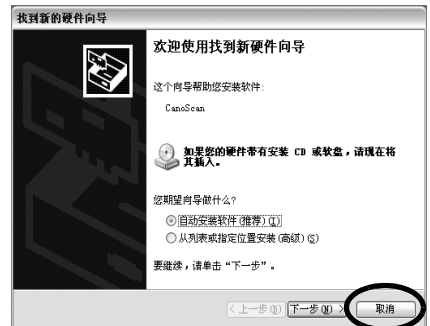 找到新的硬件向导
欢迎使用找到新硬件向导
这个向导帮助您安装软件:
CanoScan
如果您的硬件带有安装 CD 或软盘，请现在将
其插入。
您期望向导做什么?
自动安装软件(推荐)(I)
从列表或指定位置安装(高级)(S)
要继续，请单击“下一步”。
< 上一步(B) 下一步(N) > 取消